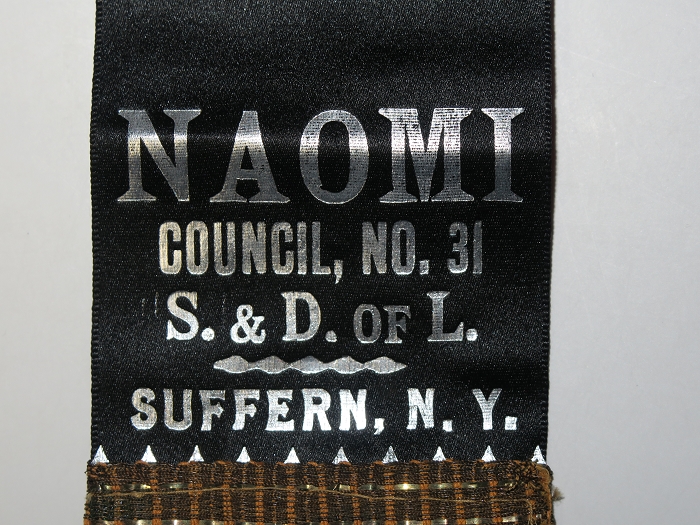 NAOMI
COUNCIL, NO. 31
S. & D. OF L.
SUFFERN, N. Y.